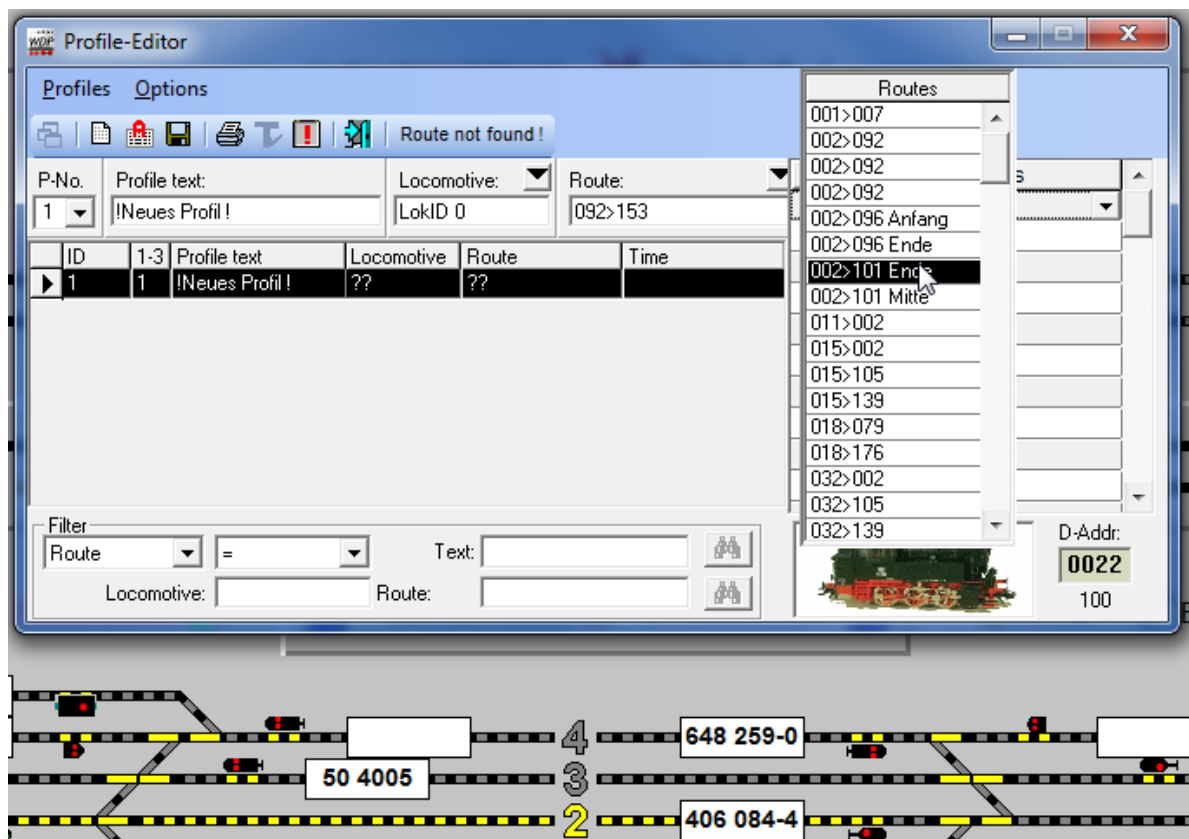 WDP Profile-Editor
Profiles Options
Route not found !
P-No. Profile text: Locomotive: Route:
1 !Neues Profil ! LokID 0 092>153
ID 1-3 Profile text Locomotive Route Time
1 1 !Neues Profil ! ?? ??
Routes
001>007
002>092
002>092
002>092
002>096 Anfang
002>096 Ende
002>101 Ende
002>101 Mitte
011>002
015>002
015>105
015>139
018>079
018>176
032>002
032>105
032>139
Filter
Route = Text:
Locomotive: Route:
D-Addr:
0022
100
4 648 259-0
50 4005 3
2 406 084-4